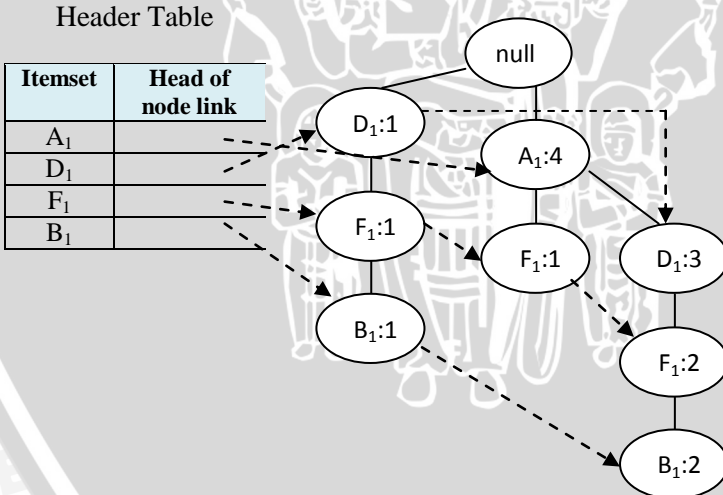 Header Table
Itemset Head of node link
A₁
D₁
F₁
B₁
null
D₁:1
A₁:4
F₁:1
F₁:1
D₁:3
B₁:1
F₁:2
B₁:2